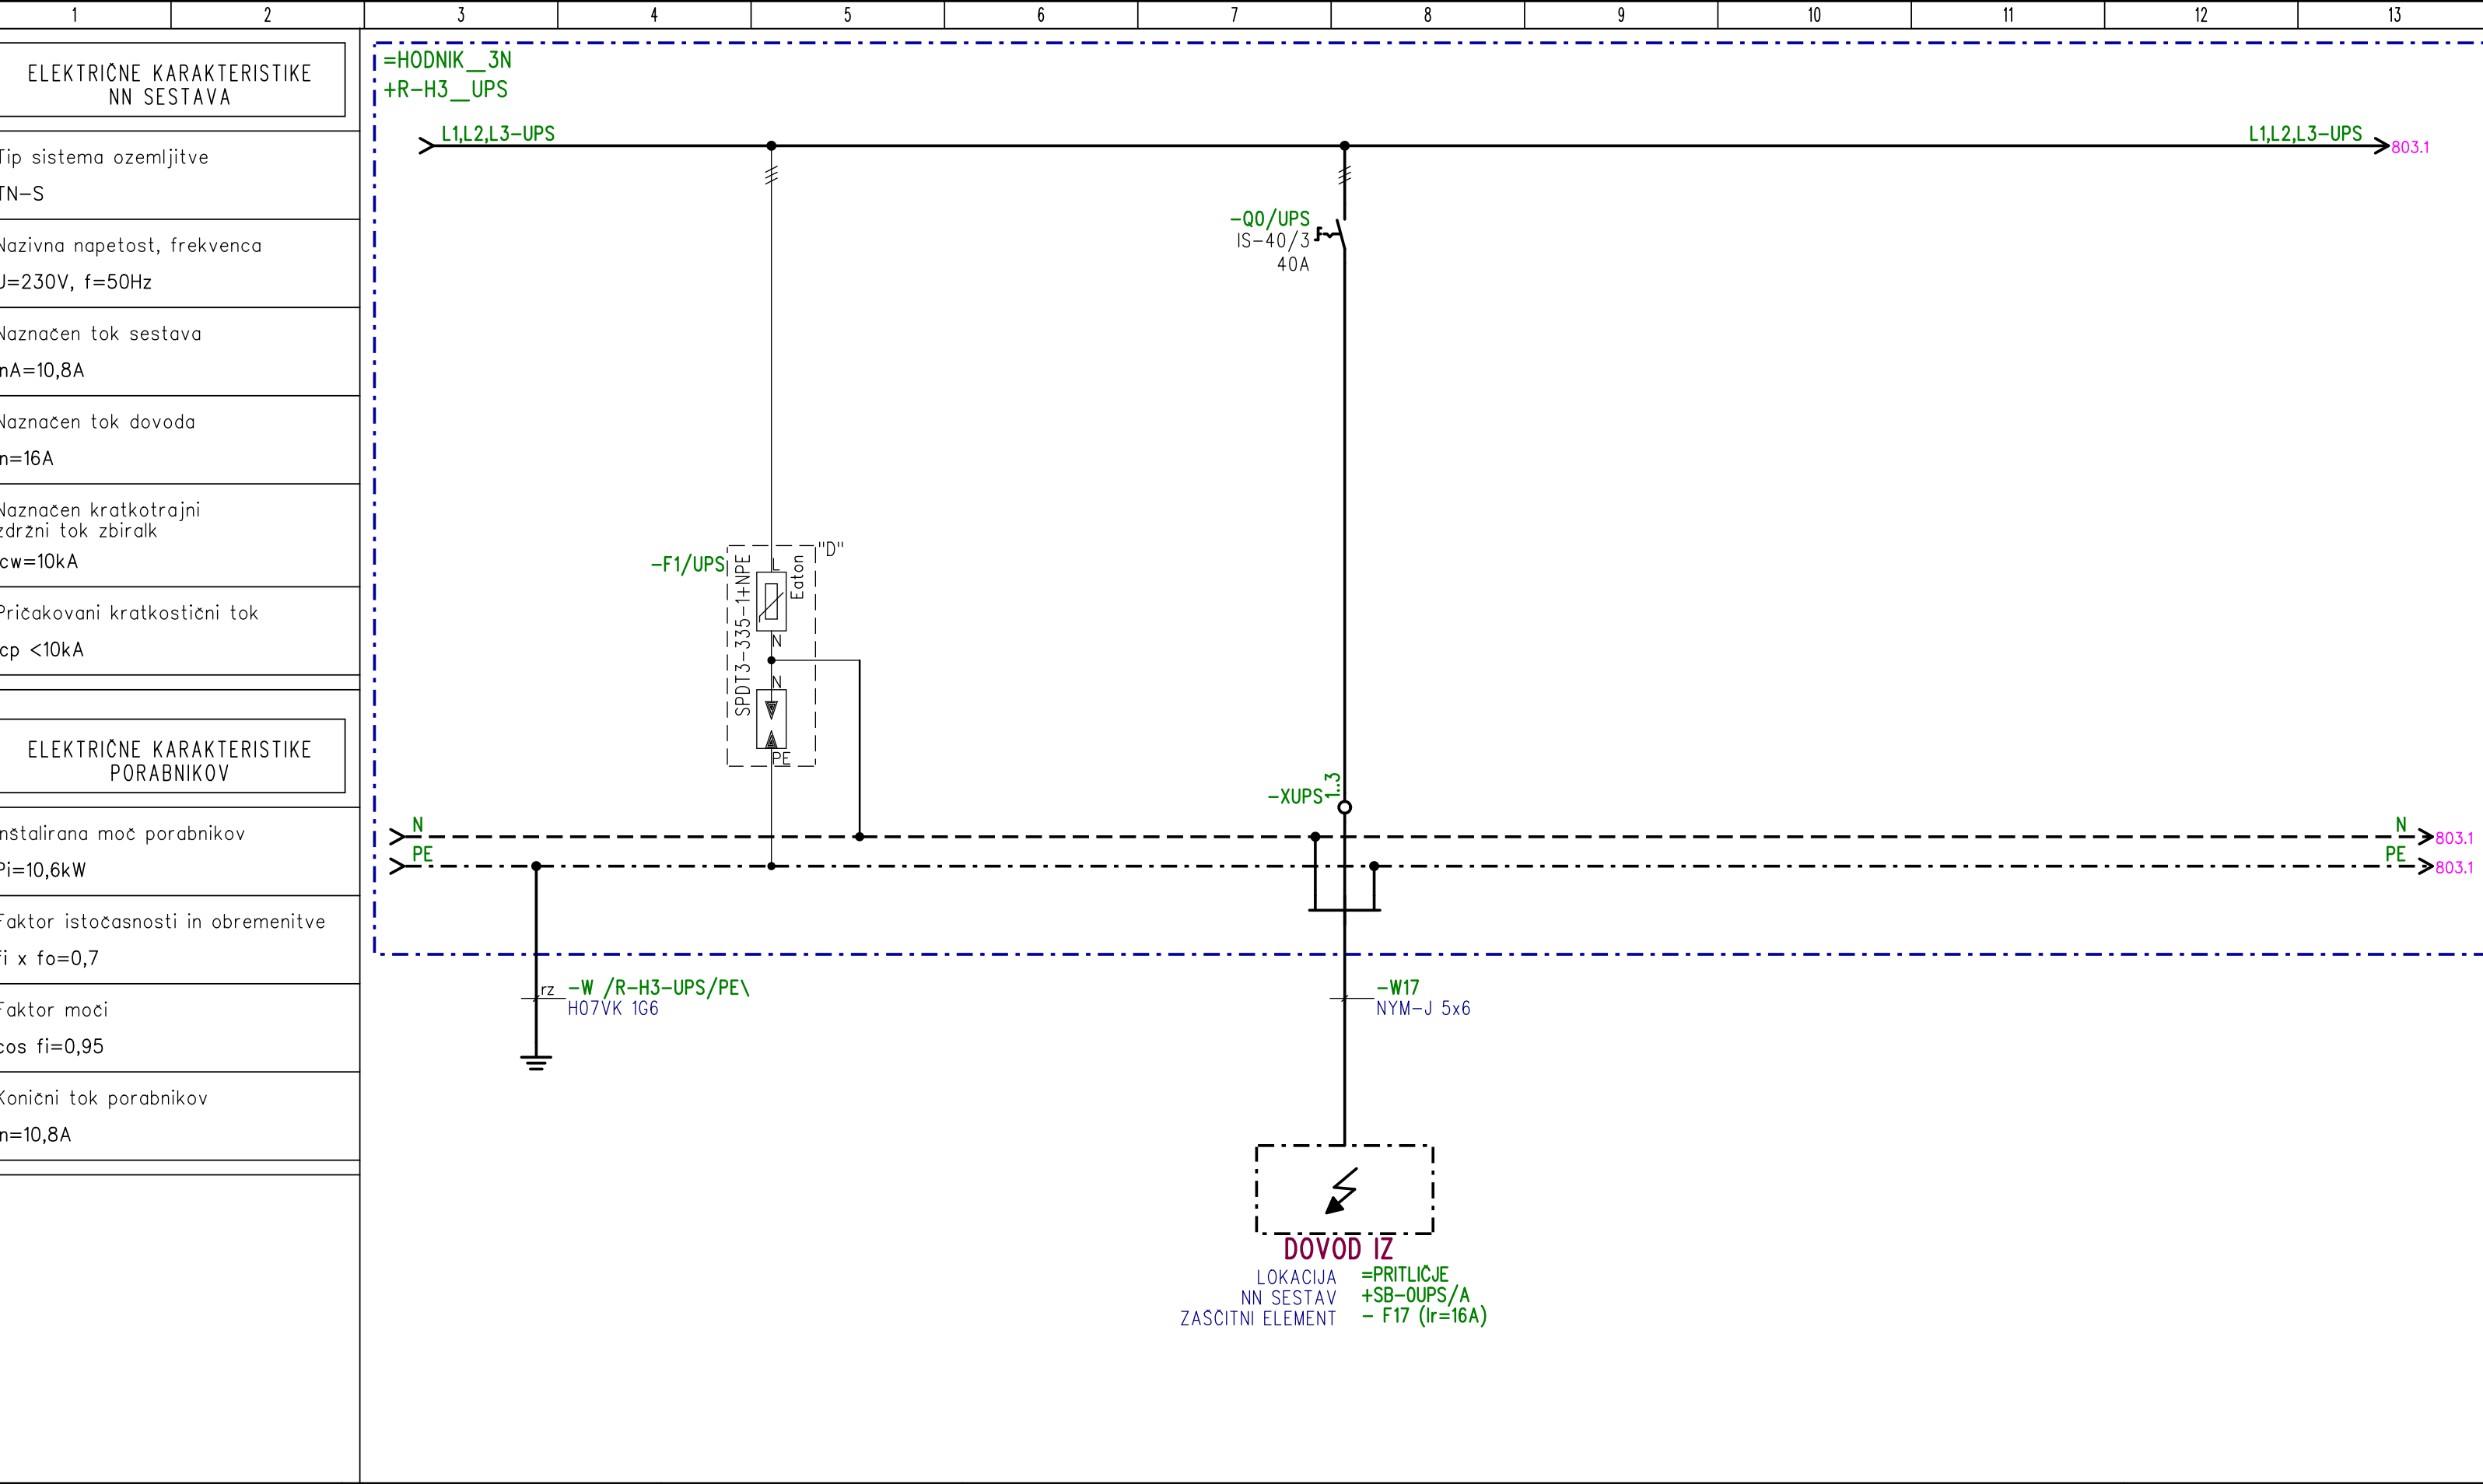 1 2 3 4 5 6 7 8 9 10 11 12 13
ELEKTRIČNE KARAKTERISTIKE
NN SESTAVA
Tip sistema ozemljitve
TN-S
Nazivna napetost, frekvenca
U=230V, f=50Hz
Naznačen tok sestava
nA=10,8A
Naznačen tok dovoda
n=16A
Naznačen kratkotrajni
zdržni tok zbiralk
cw=10kA
Pričakovani kratkostični tok
cp <10kA
ELEKTRIČNE KARAKTERISTIKE
PORABNIKOV
nštalirana moč porabnikov
Pi=10,6kW
Faktor istočasnosti in obremenitve
fi x fo=0,7
Faktor moči
cos fi=0,95
Konični tok porabnikov
n=10,8A
=HODNIK__3N
+R-H3__UPS
L1,L2,L3-UPS
L1,L2,L3-UPS
803.1
-Q0/UPS
IS-40/3
40A
-F1/UPS
SPDT3-335-1+NPE
Eaton
"D"
L
N
N
PE
-XUPS
1..3
N
PE
N
803.1
PE
803.1
rz
-W /R-H3-UPS/PE\
H07VK 1G6
-W17
NYM-J 5x6
DOVOD IZ
LOKACIJA =PRITLIČJE
NN SESTAV +SB-0UPS/A
ZAŠČITNI ELEMENT - F17 (Ir=16A)